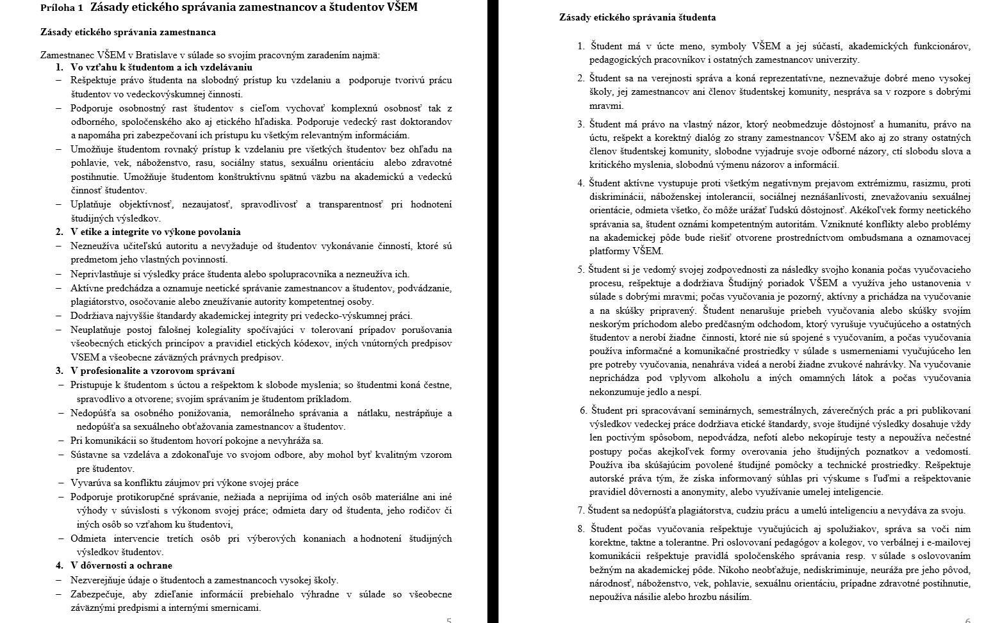 Príloha 1 Zásady etického správania zamestnancov a študentov VŠEM
Zásady etického správania zamestnanca
Zamestnanec VŠEM v Bratislave v súlade so svojím pracovným zaradením najmä:
1. Vo vzťahu k študentom a ich vzdelávaniu
– Rešpektuje právo študenta na slobodný prístup ku vzdelaniu a podporuje tvorivú prácu
študentov vo vedeckovýskumnej činnosti.
– Podporuje osobnostný rast študentov s cieľom vychovať komplexnú osobnosť tak z
odborného, spoločenského ako aj etického hľadiska. Podporuje vedecký rast doktorandov
a napomáha pri zabezpečovaní ich prístupu ku všetkým relevantným informáciám.
– Umožňuje študentom rovnaký prístup k vzdelaniu pre všetkých študentov bez ohľadu na
pohlavie, vek, náboženstvo, rasu, sociálny status, sexuálnu orientáciu alebo zdravotné
postihnutie. Umožňuje študentom konštruktívnu spätnú väzbu na akademickú a vedeckú
činnosť študentov.
– Uplatňuje objektívnosť, nezaujatosť, spravodlivosť a transparentnosť pri hodnotení
študijných výsledkov.
2. V etike a integrite vo výkone povolania
– Nezneužíva učiteľskú autoritu a nevyžaduje od študentov vykonávanie činností, ktoré sú
predmetom jeho vlastných povinností.
– Neprivlastňuje si výsledky práce študenta alebo spolupracovníka a nezneužíva ich.
– Aktívne predchádza a oznamuje neetické správanie zamestnancov a študentov, podvádzanie,
plagiátorstvo, osočovanie alebo zneužívanie autority kompetentnej osoby.
– Dodržiava najvyššie štandardy akademickej integrity pri vedecko-výskumnej práci.
– Neuplatňuje postoj falošnej kolegiality spočívajúci v tolerovaní prípadov porušovania
všeobecných etických princípov a pravidiel etických kódexov, iných vnútorných predpisov
VSEM a všeobecne záväzných právnych predpisov.
3. V profesionalite a vzorovom správaní
– Pristupuje k študentom s úctou a rešpektom k slobode myslenia; so študentmi koná čestne,
spravodlivo a otvorene; svojím správaním je študentom príkladom.
– Nedopúšťa sa osobného ponižovania, nemorálneho správania a nátlaku, nestrápňuje a
nedopúšťa sa sexuálneho obťažovania zamestnancov a študentov.
– Pri komunikácii so študentom hovorí pokojne a nevyhráža sa.
– Sústavne sa vzdeláva a zdokonaľuje vo svojom odbore, aby mohol byť kvalitným vzorom
pre študentov.
– Vyvarúva sa konfliktu záujmov pri výkone svojej práce
– Podporuje protikorupčné správanie, nežiada a neprijíma od iných osôb materiálne ani iné
výhody v súvislosti s výkonom svojej práce; odmieta dary od študenta, jeho rodičov či
iných osôb so vzťahom ku študentovi,
– Odmieta intervencie tretích osôb pri výberových konaniach a hodnotení študijných
výsledkov študentov.
4. V dôvernosti a ochrane
– Nezverejňuje údaje o študentoch a zamestnancoch vysokej školy.
– Zabezpečuje, aby zdieľanie informácií prebiehalo výhradne v súlade so všeobecne
záväznými predpismi a internými smernicami.
5
Zásady etického správania študenta
1. Študent má v úcte meno, symboly VŠEM a jej súčastí, akademických funkcionárov,
pedagogických pracovníkov i ostatných zamestnancov univerzity.
2. Študent sa na verejnosti správa a koná reprezentatívne, neznevažuje dobré meno vysokej
školy, jej zamestnancov ani členov študentskej komunity, nespráva sa v rozpore s dobrými
mravmi.
3. Študent má právo na vlastný názor, ktorý neobmedzuje dôstojnosť a humanitu, právo na
úctu, rešpekt a korektný dialóg zo strany zamestnancov VŠEM ako aj zo strany ostatných
členov študentskej komunity, slobodne vyjadruje svoje odborné názory, ctí slobodu slova a
kritického myslenia, slobodnú výmenu názorov a informácií.
4. Študent aktívne vystupuje proti všetkým negatívnym prejavom extrémizmu, rasizmu, proti
diskriminácii, náboženskej intolerancii, sociálnej neznášanlivosti, znevažovaniu sexuálnej
orientácie, odmieta všetko, čo môže urážať ľudskú dôstojnosť. Akékoľvek formy neetického
správania sa, študent oznámi kompetentným autoritám. Vzniknuté konflikty alebo problémy
na akademickej pôde bude riešiť otvorene prostredníctvom ombudsmana a oznamovacej
platformy VŠEM.
5. Študent si je vedomý svojej zodpovednosti za následky svojho konania počas vyučovacieho
procesu, rešpektuje a dodržiava Študijný poriadok VŠEM a využíva jeho ustanovenia v
súlade s dobrými mravmi; počas vyučovania je pozorný, aktívny a prichádza na vyučovanie
a na skúšky pripravený. Študent nenarušuje priebeh vyučovania alebo skúšky svojím
neskorým príchodom alebo predčasným odchodom, ktorý vyrušuje vyučujúceho a ostatných
študentov a nerobí žiadne činnosti, ktoré nie sú spojené s vyučovaním, a počas vyučovania
používa informačné a komunikačné prostriedky v súlade s usmerneniami vyučujúceho len
pre potreby vyučovania, nenahráva videá a nerobí žiadne zvukové nahrávky. Na vyučovanie
neprichádza pod vplyvom alkoholu a iných omamných látok a počas vyučovania
nekonzumuje jedlo a nespí.
6. Študent pri spracovávaní seminárnych, semestrálnych, záverečných prác a pri publikovaní
výsledkov vedeckej práce dodržiava etické štandardy, svoje študijné výsledky dosahuje vždy
len poctivým spôsobom, nepodvádza, nefotí alebo nekopíruje testy a nepoužíva nečestné
postupy počas akejkoľvek formy overovania jeho študijných poznatkov a vedomostí.
Používa iba skúšajúcim povolené študijné pomôcky a technické prostriedky. Rešpektuje
autorské práva tým, že získa informovaný súhlas pri výskume s ľuďmi a rešpektovanie
pravidiel dôvernosti a anonymity, alebo využívanie umelej inteligencie.
7. Študent sa nedopúšťa plagiátorstva, cudziu prácu a umelú inteligenciu a nevydáva za svoju.
8. Študent počas vyučovania rešpektuje vyučujúcich aj spolužiakov, správa sa voči nim
korektne, taktne a tolerantne. Pri oslovovaní pedagógov a kolegov, vo verbálnej i e-mailovej
komunikácii rešpektuje pravidlá spoločenského správania resp. v súlade s oslovovaním
bežným na akademickej pôde. Nikoho neobťažuje, nediskriminuje, neuráža pre jeho pôvod,
národnosť, náboženstvo, vek, pohlavie, sexuálnu orientáciu, prípadne zdravotné postihnutie,
nepoužíva násilie alebo hrozbu násilím.
6